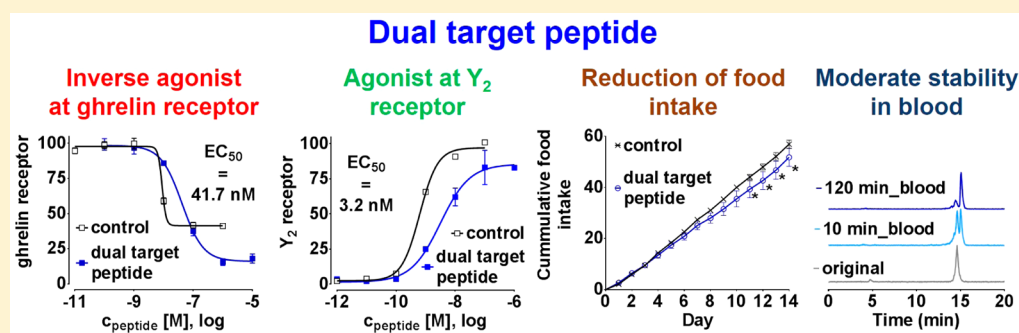 Dual target peptide
Inverse agonist
at ghrelin receptor
ghrelin receptor
100
75
50
25
0
EC50
=
41.7 nM
control
dual target
peptide
-11
-9
-7
-5
cpeptide [M], log
Agonist at Y2
receptor
Y2 receptor
100
75
50
25
0
EC50
=
3.2 nM
control
dual target
peptide
-12
-10
-8
-6
cpeptide [M], log
Reduction of food
intake
Cummulative food
intake
60
40
20
0
control
dual target
peptide
* * * *
0 2 4 6 8 10 12 14
Day
Moderate stability
in blood
120 min_blood
10 min_blood
original
0 5 10 15 20
Time (min)